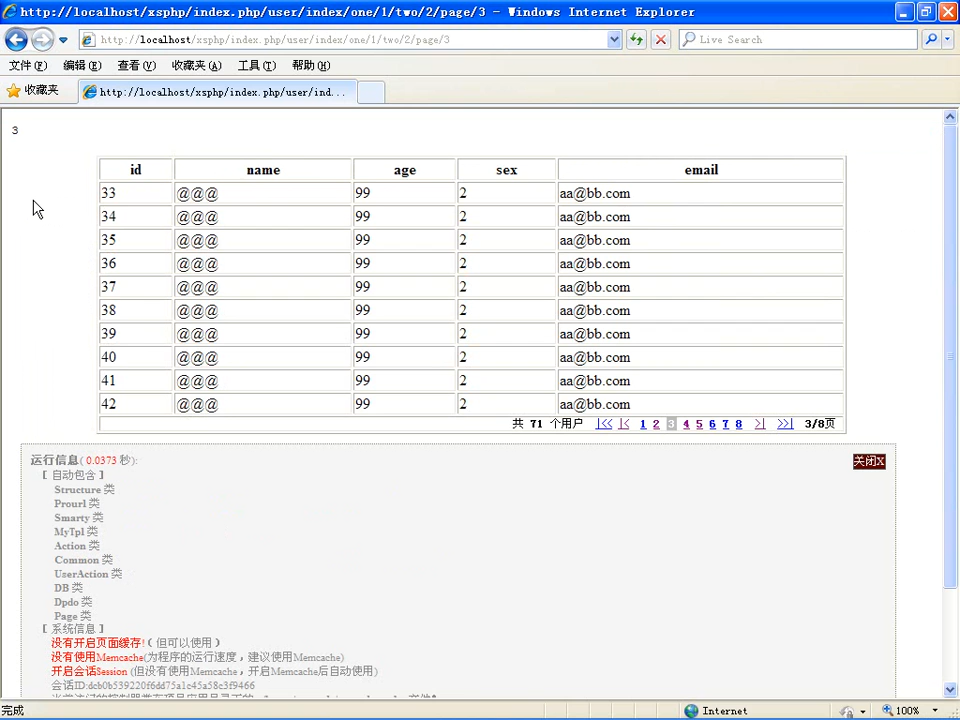 http://localhost/xsphp/index.php/user/index/one/1/two/2/page/3 - Windows Internet Explorer
http://localhost/xsphp/index.php/user/index/one/1/two/2/page/3
Live Search
文件(F) 编辑(E) 查看(V) 收藏夹(A) 工具(T) 帮助(H)
收藏夹 http://localhost/xsphp/index.php/user/ind...
3
id name age sex email
33 @@@ 99 2 aa@bb.com
34 @@@ 99 2 aa@bb.com
35 @@@ 99 2 aa@bb.com
36 @@@ 99 2 aa@bb.com
37 @@@ 99 2 aa@bb.com
38 @@@ 99 2 aa@bb.com
39 @@@ 99 2 aa@bb.com
40 @@@ 99 2 aa@bb.com
41 @@@ 99 2 aa@bb.com
42 @@@ 99 2 aa@bb.com
共 71 个用户 |<< |< 1 2 3 4 5 6 7 8 >| >>| 3/8页
运行信息( 0.0373 秒): 关闭X
[ 自动包含 ]
Structure 类
Prourl 类
Smarty 类
MyTpl 类
Action 类
Common 类
UserAction 类
DB 类
Dpdo 类
Page 类
[ 系统信息 ]
没有开启页面缓存!( 但可以使用 )
没有使用Memcache(为程序的运行速度，建议使用Memcache)
开启会话Session (但没有使用Memcache，开启Memcache后自动使用)
会话ID:dcb0b539220f6dd75a1c45a58c3f9466
完成 Internet 100%